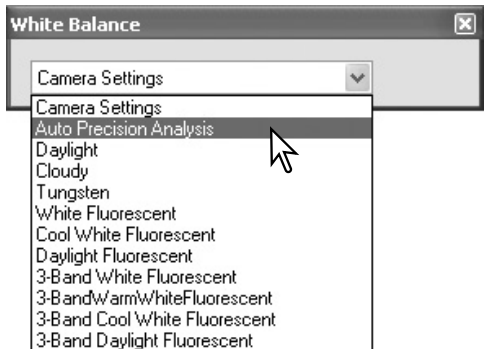 White Balance
Camera Settings
Camera Settings
Auto Precision Analysis
Daylight
Cloudy
Tungsten
White Fluorescent
Cool White Fluorescent
Daylight Fluorescent
3-Band White Fluorescent
3-BandWarmWhiteFluorescent
3-Band Cool White Fluorescent
3-Band Daylight Fluorescent